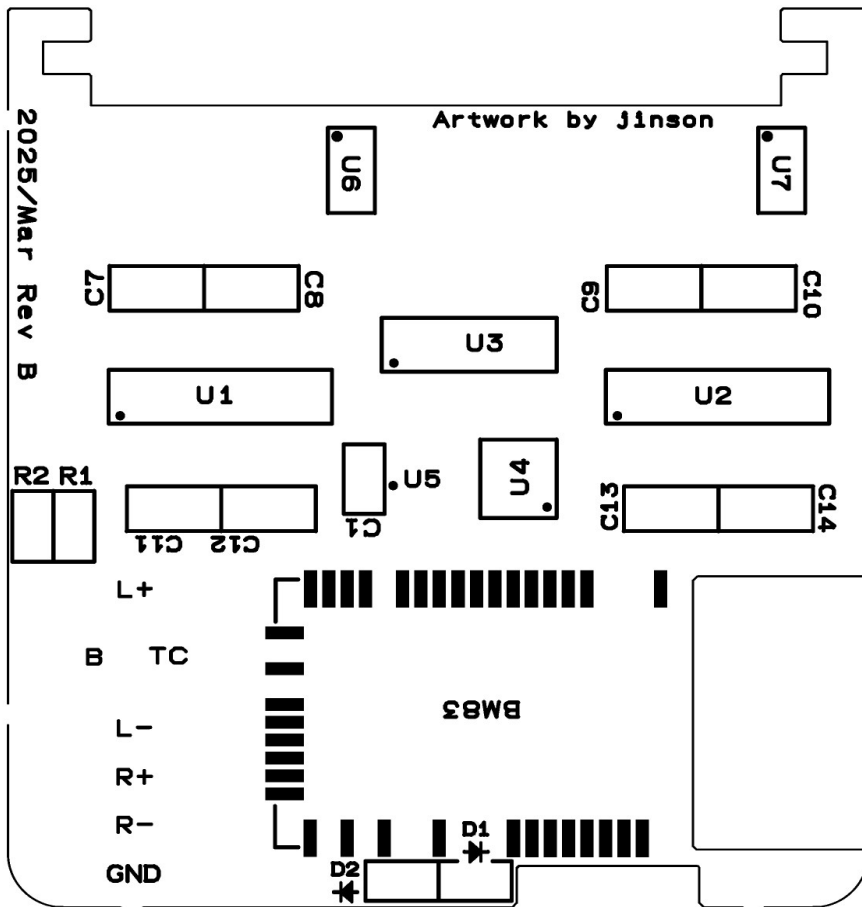 Artwork by jinson
2025/Mar Rev B
U6
U7
C7
C8
C9
C10
U3
U1
U2
R2 R1
U5
U4
C1
C11
C12
C13
C14
L+
B TC
L-
BM83
R+
R-
D1
GND
D2